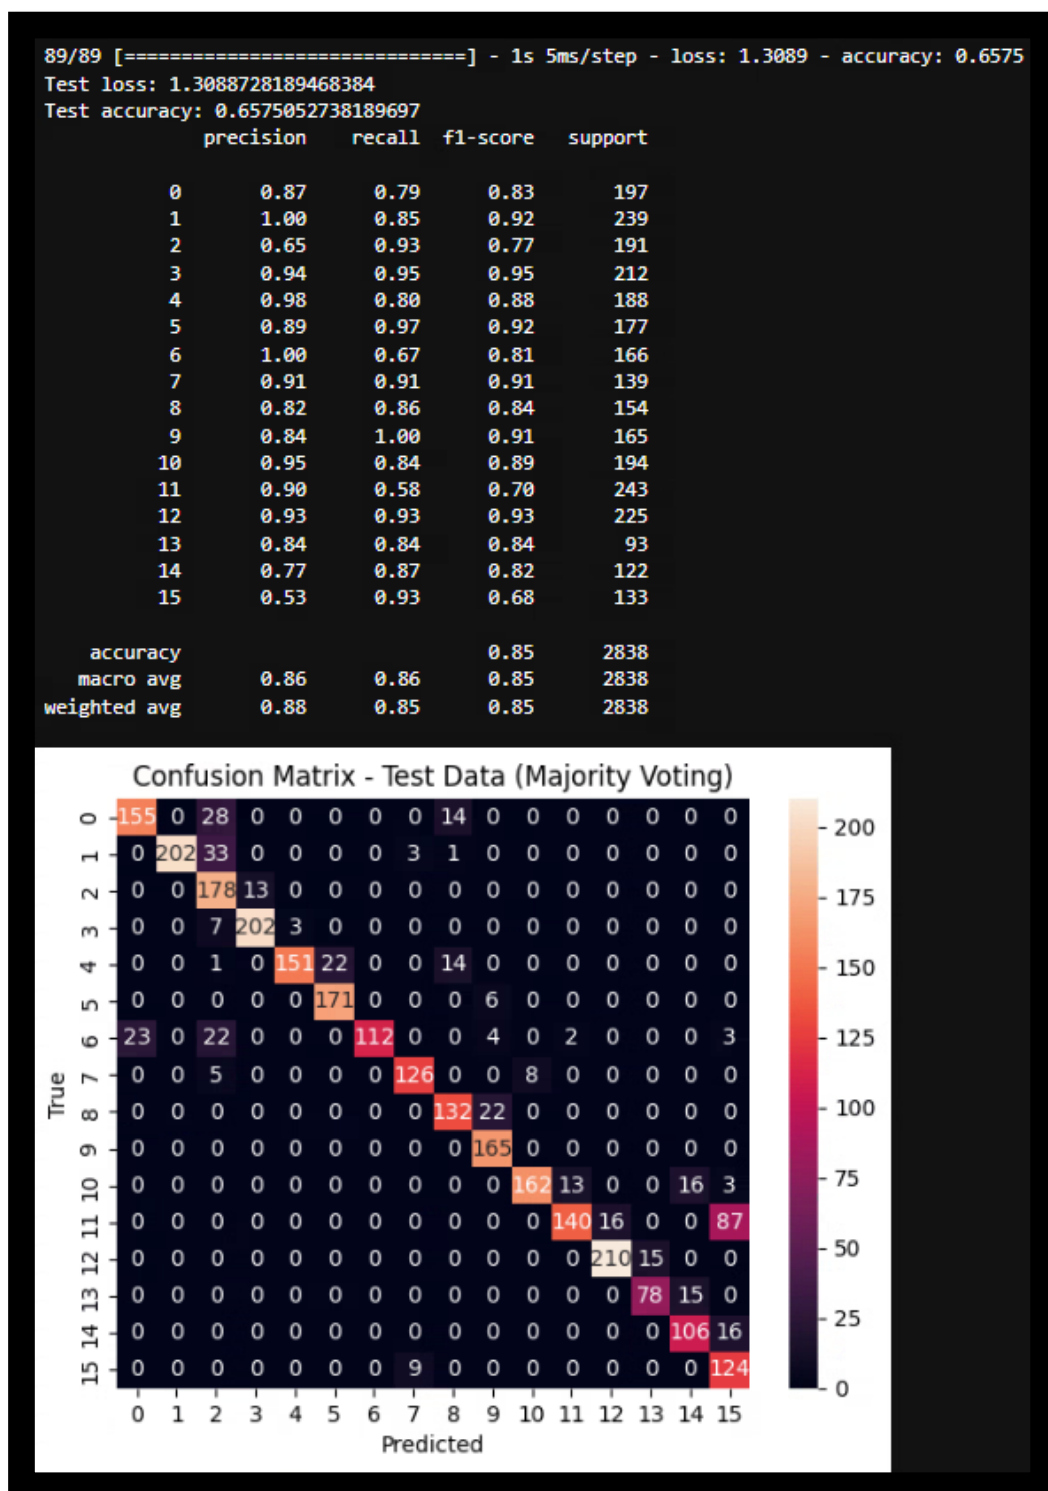 89/89 [==============================] - 1s 5ms/step - loss: 1.3089 - accuracy: 0.6575
Test loss: 1.3088728189468384
Test accuracy: 0.6575052738189697
precision recall f1-score support
0 0.87 0.79 0.83 197
1 1.00 0.85 0.92 239
2 0.65 0.93 0.77 191
3 0.94 0.95 0.95 212
4 0.98 0.80 0.88 188
5 0.89 0.97 0.92 177
6 1.00 0.67 0.81 166
7 0.91 0.91 0.91 139
8 0.82 0.86 0.84 154
9 0.84 1.00 0.91 165
10 0.95 0.84 0.89 194
11 0.90 0.58 0.70 243
12 0.93 0.93 0.93 225
13 0.84 0.84 0.84 93
14 0.77 0.87 0.82 122
15 0.53 0.93 0.68 133
accuracy 0.85 2838
macro avg 0.86 0.86 0.85 2838
weighted avg 0.88 0.85 0.85 2838
Confusion Matrix - Test Data (Majority Voting)
0 155 0 28 0 0 0 0 0 14 0 0 0 0 0 0 0
1 0 202 33 0 0 0 0 3 1 0 0 0 0 0 0 0
2 0 0 178 13 0 0 0 0 0 0 0 0 0 0 0 0
3 0 0 7 202 3 0 0 0 0 0 0 0 0 0 0 0
4 0 0 1 0 151 22 0 0 14 0 0 0 0 0 0 0
5 0 0 0 0 0 171 0 0 0 6 0 0 0 0 0 0
6 23 0 22 0 0 0 112 0 0 4 0 2 0 0 0 3
7 0 0 5 0 0 0 0 126 0 0 8 0 0 0 0 0
8 0 0 0 0 0 0 0 0 132 22 0 0 0 0 0 0
9 0 0 0 0 0 0 0 0 0 165 0 0 0 0 0 0
10 0 0 0 0 0 0 0 0 0 0 162 13 0 0 16 3
11 0 0 0 0 0 0 0 0 0 0 0 140 16 0 0 87
12 0 0 0 0 0 0 0 0 0 0 0 0 210 15 0 0
13 0 0 0 0 0 0 0 0 0 0 0 0 0 78 15 0
14 0 0 0 0 0 0 0 0 0 0 0 0 0 0 106 16
15 0 0 0 0 0 0 0 9 0 0 0 0 0 0 0 124
0 1 2 3 4 5 6 7 8 9 10 11 12 13 14 15
Predicted
True
200
175
150
125
100
75
50
25
0